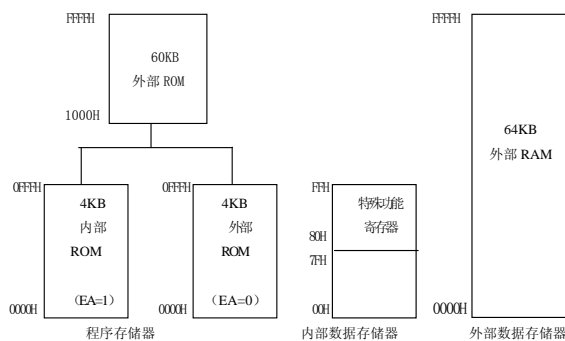 FFFFH
60KB
外部 ROM
1000H
0FFFH
4KB
内部
ROM
(EA=1)
0000H
0FFFH
4KB
外部
ROM
(EA=0)
0000H
程序存储器
FFH
特殊功能
寄存器
80H
7FH
00H
内部数据存储器
FFFFH
64KB
外部 RAM
0000H
外部数据存储器